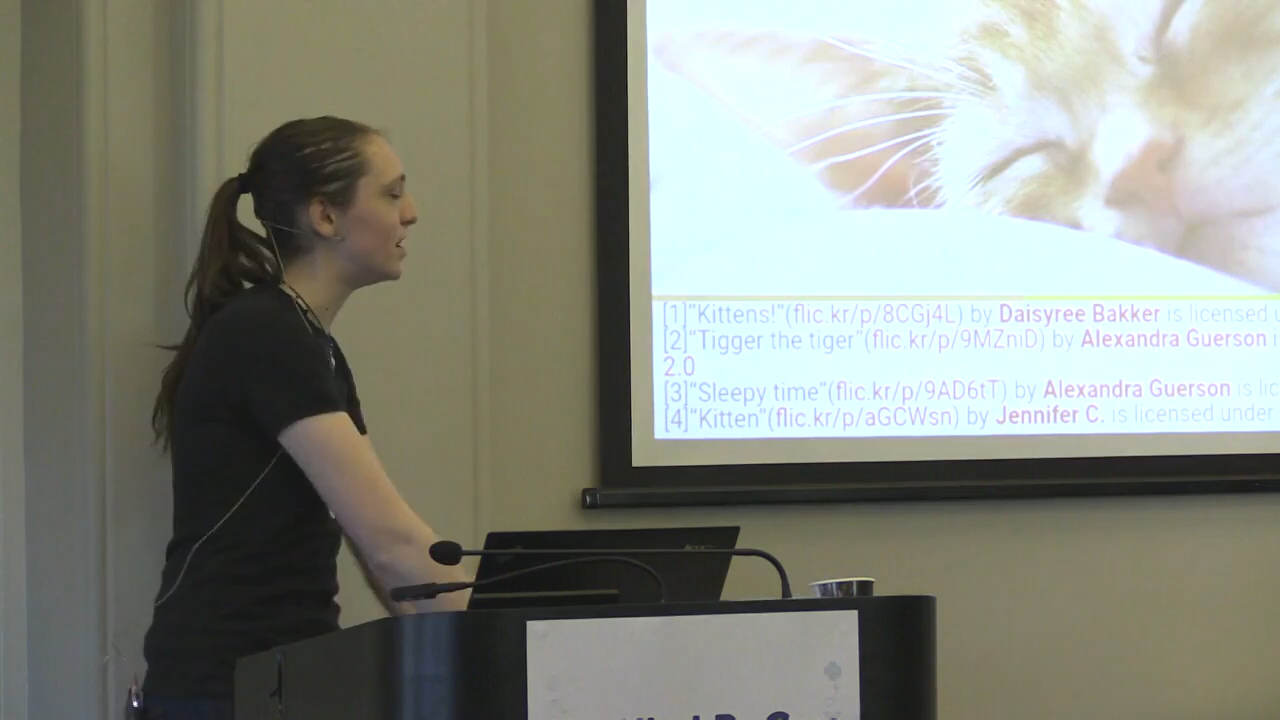 [1]"Kittens!"(flic.kr/p/8CGj4L) by Daisyree Bakker is licensed
[2]"Tigger the tiger"(flic.kr/p/9MZniD) by Alexandra Guerson
2.0
[3]"Sleepy time"(flic.kr/p/9AD6tT) by Alexandra Guerson is lic
[4]"Kitten"(flic.kr/p/aGCWsn) by Jennifer C. is licensed under